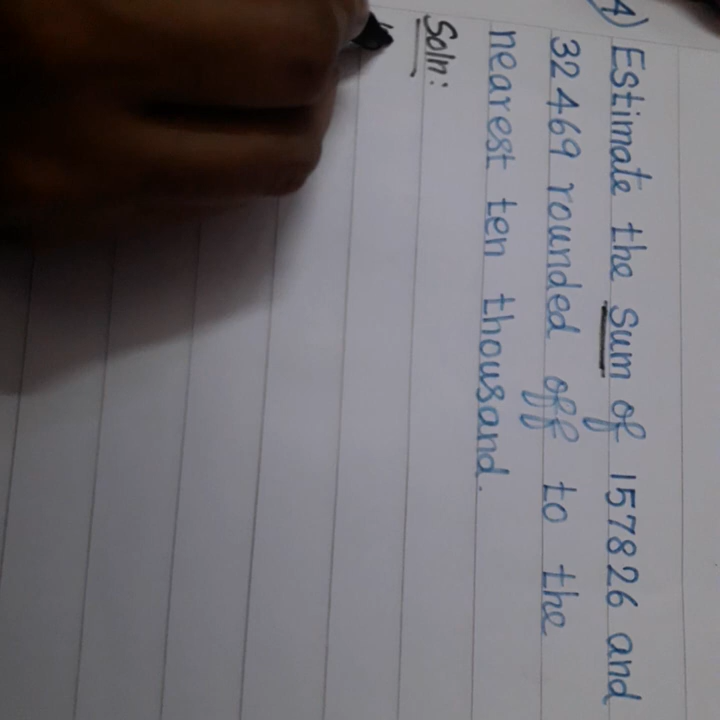 4) Estimate the sum of 157826 and
32469 rounded off to the
nearest ten thousand.
Soln: